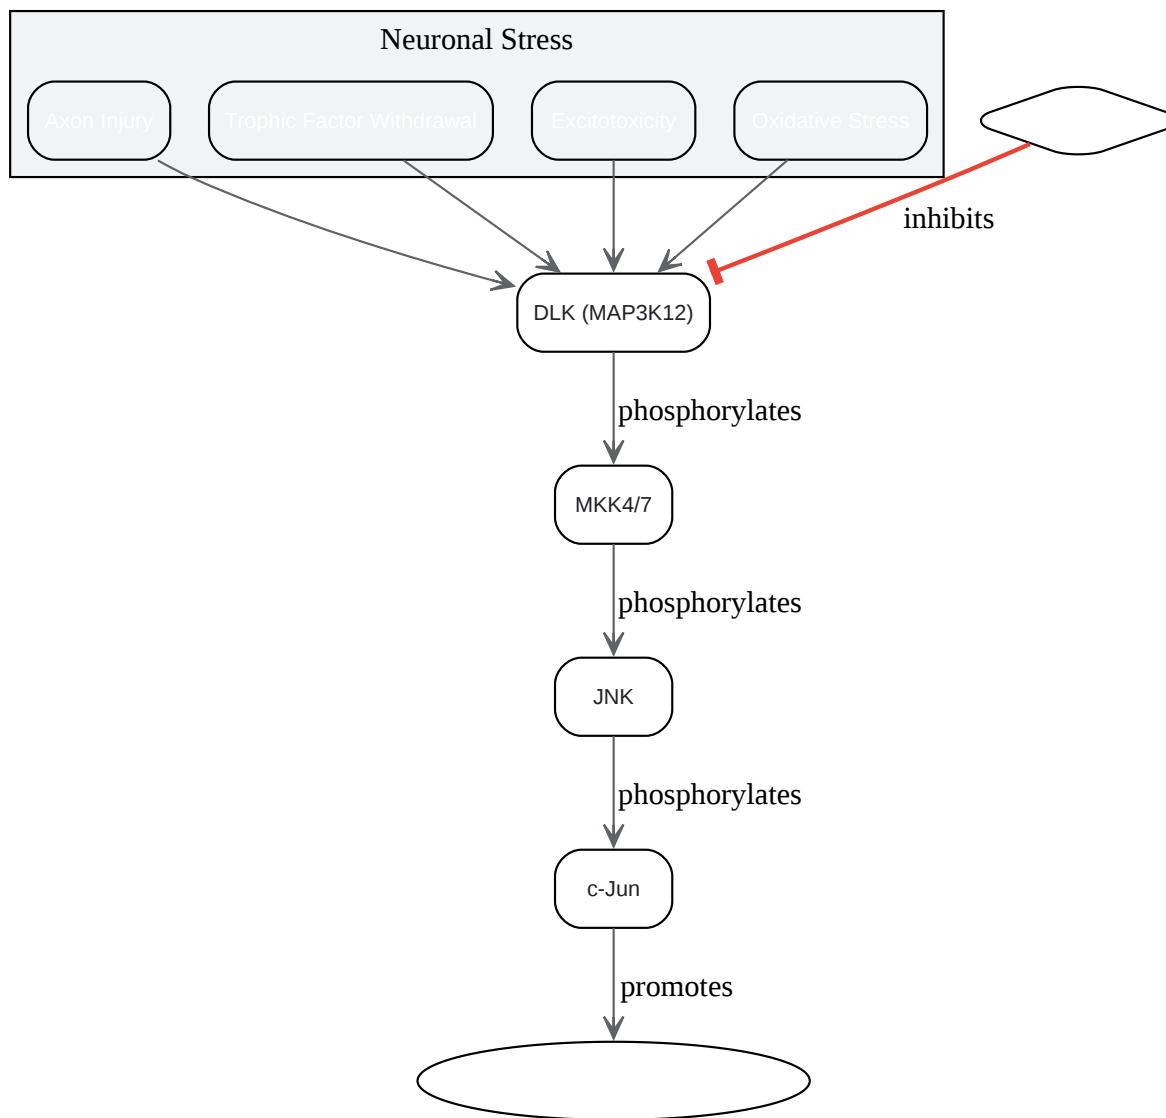 Neuronal Stress
Axon Injury
Trophic Factor Withdrawal
Excitotoxicity
Oxidative Stress
inhibits
DLK (MAP3K12)
phosphorylates
MKK4/7
phosphorylates
JNK
phosphorylates
c-Jun
promotes